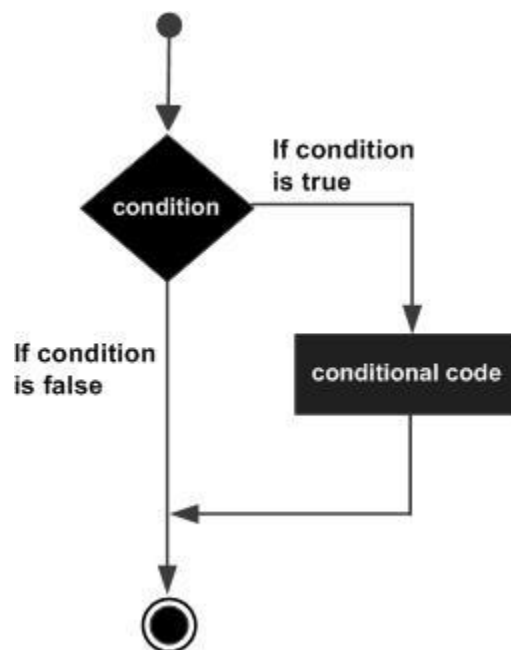 If condition
is true
condition
If condition
is false
conditional code